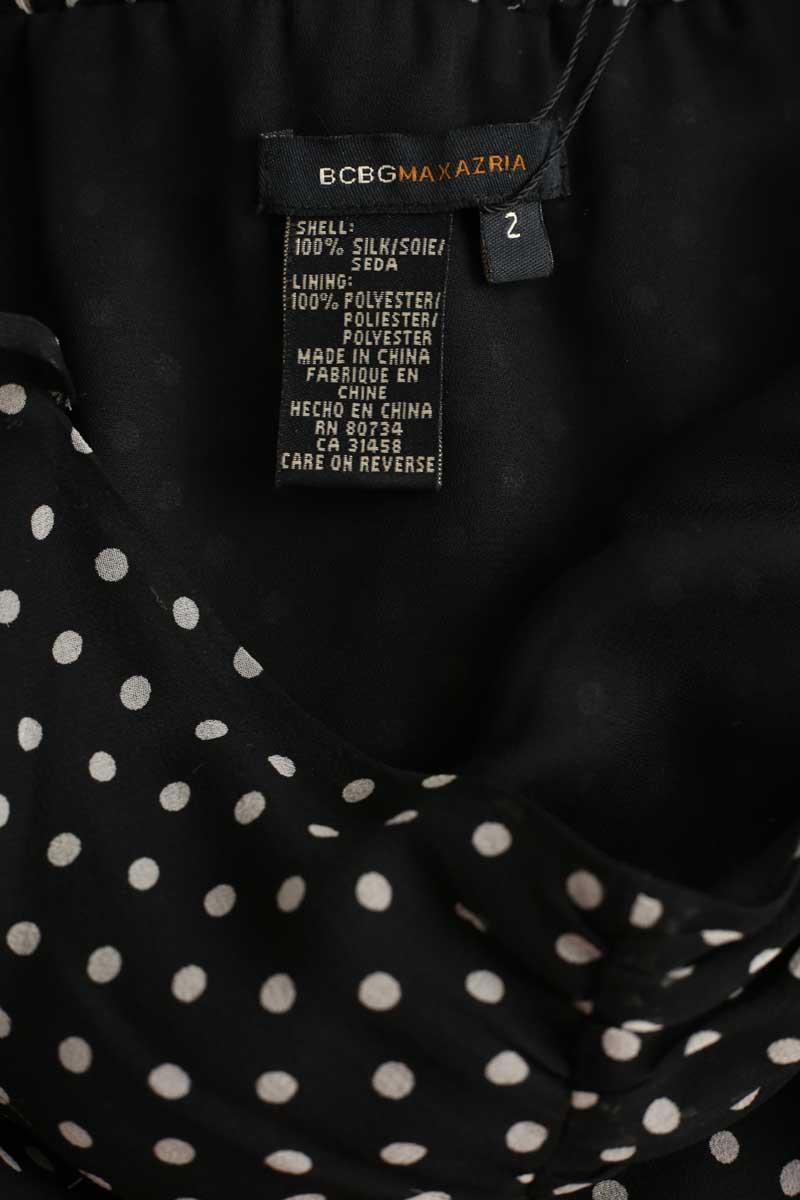 BCBGMAXAZRIA
2
SHELL:
100% SILK/SOIE/
SEDA
LINING:
100% POLYESTER/
POLIESTER/
POLYESTER
MADE IN CHINA
FABRIQUE EN
CHINE
HECHO EN CHINA
RN 80734
CA 31458
CARE ON REVERSE